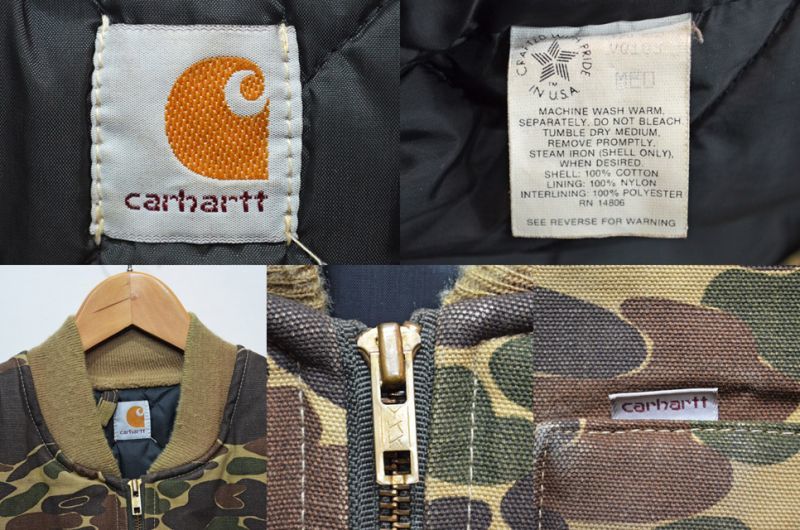 carhartt
CRAFTED WITH PRIDE
TM
IN U.S.A.
MED
MACHINE WASH WARM,
SEPARATELY, DO NOT BLEACH.
TUMBLE DRY MEDIUM,
REMOVE PROMPTLY.
STEAM IRON (SHELL ONLY),
WHEN DESIRED.
SHELL: 100% COTTON
LINING: 100% NYLON
INTERLINING: 100% POLYESTER
RN 14806
SEE REVERSE FOR WARNING
carhartt
carhartt